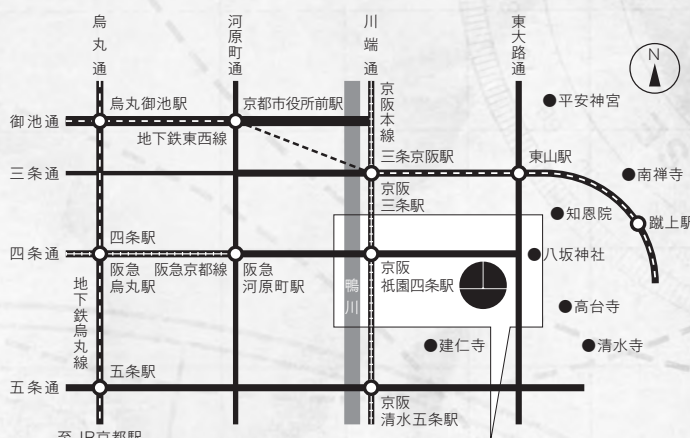 烏丸通
河原町通
川端通
東大路通
N
烏丸御池駅
京都市役所前駅
京阪本線
平安神宮
御池通
地下鉄東西線
三条京阪駅
東山駅
三条通
南禅寺
京阪
三条駅
知恩院
蹴上駅
四条駅
四条通
八坂神社
阪急
烏丸駅
阪急京都線
阪急
河原町駅
京阪
祇園四条駅
鴨川
地下鉄烏丸線
高台寺
建仁寺
清水寺
五条駅
五条通
京阪
清水五条駅
至JR京都駅